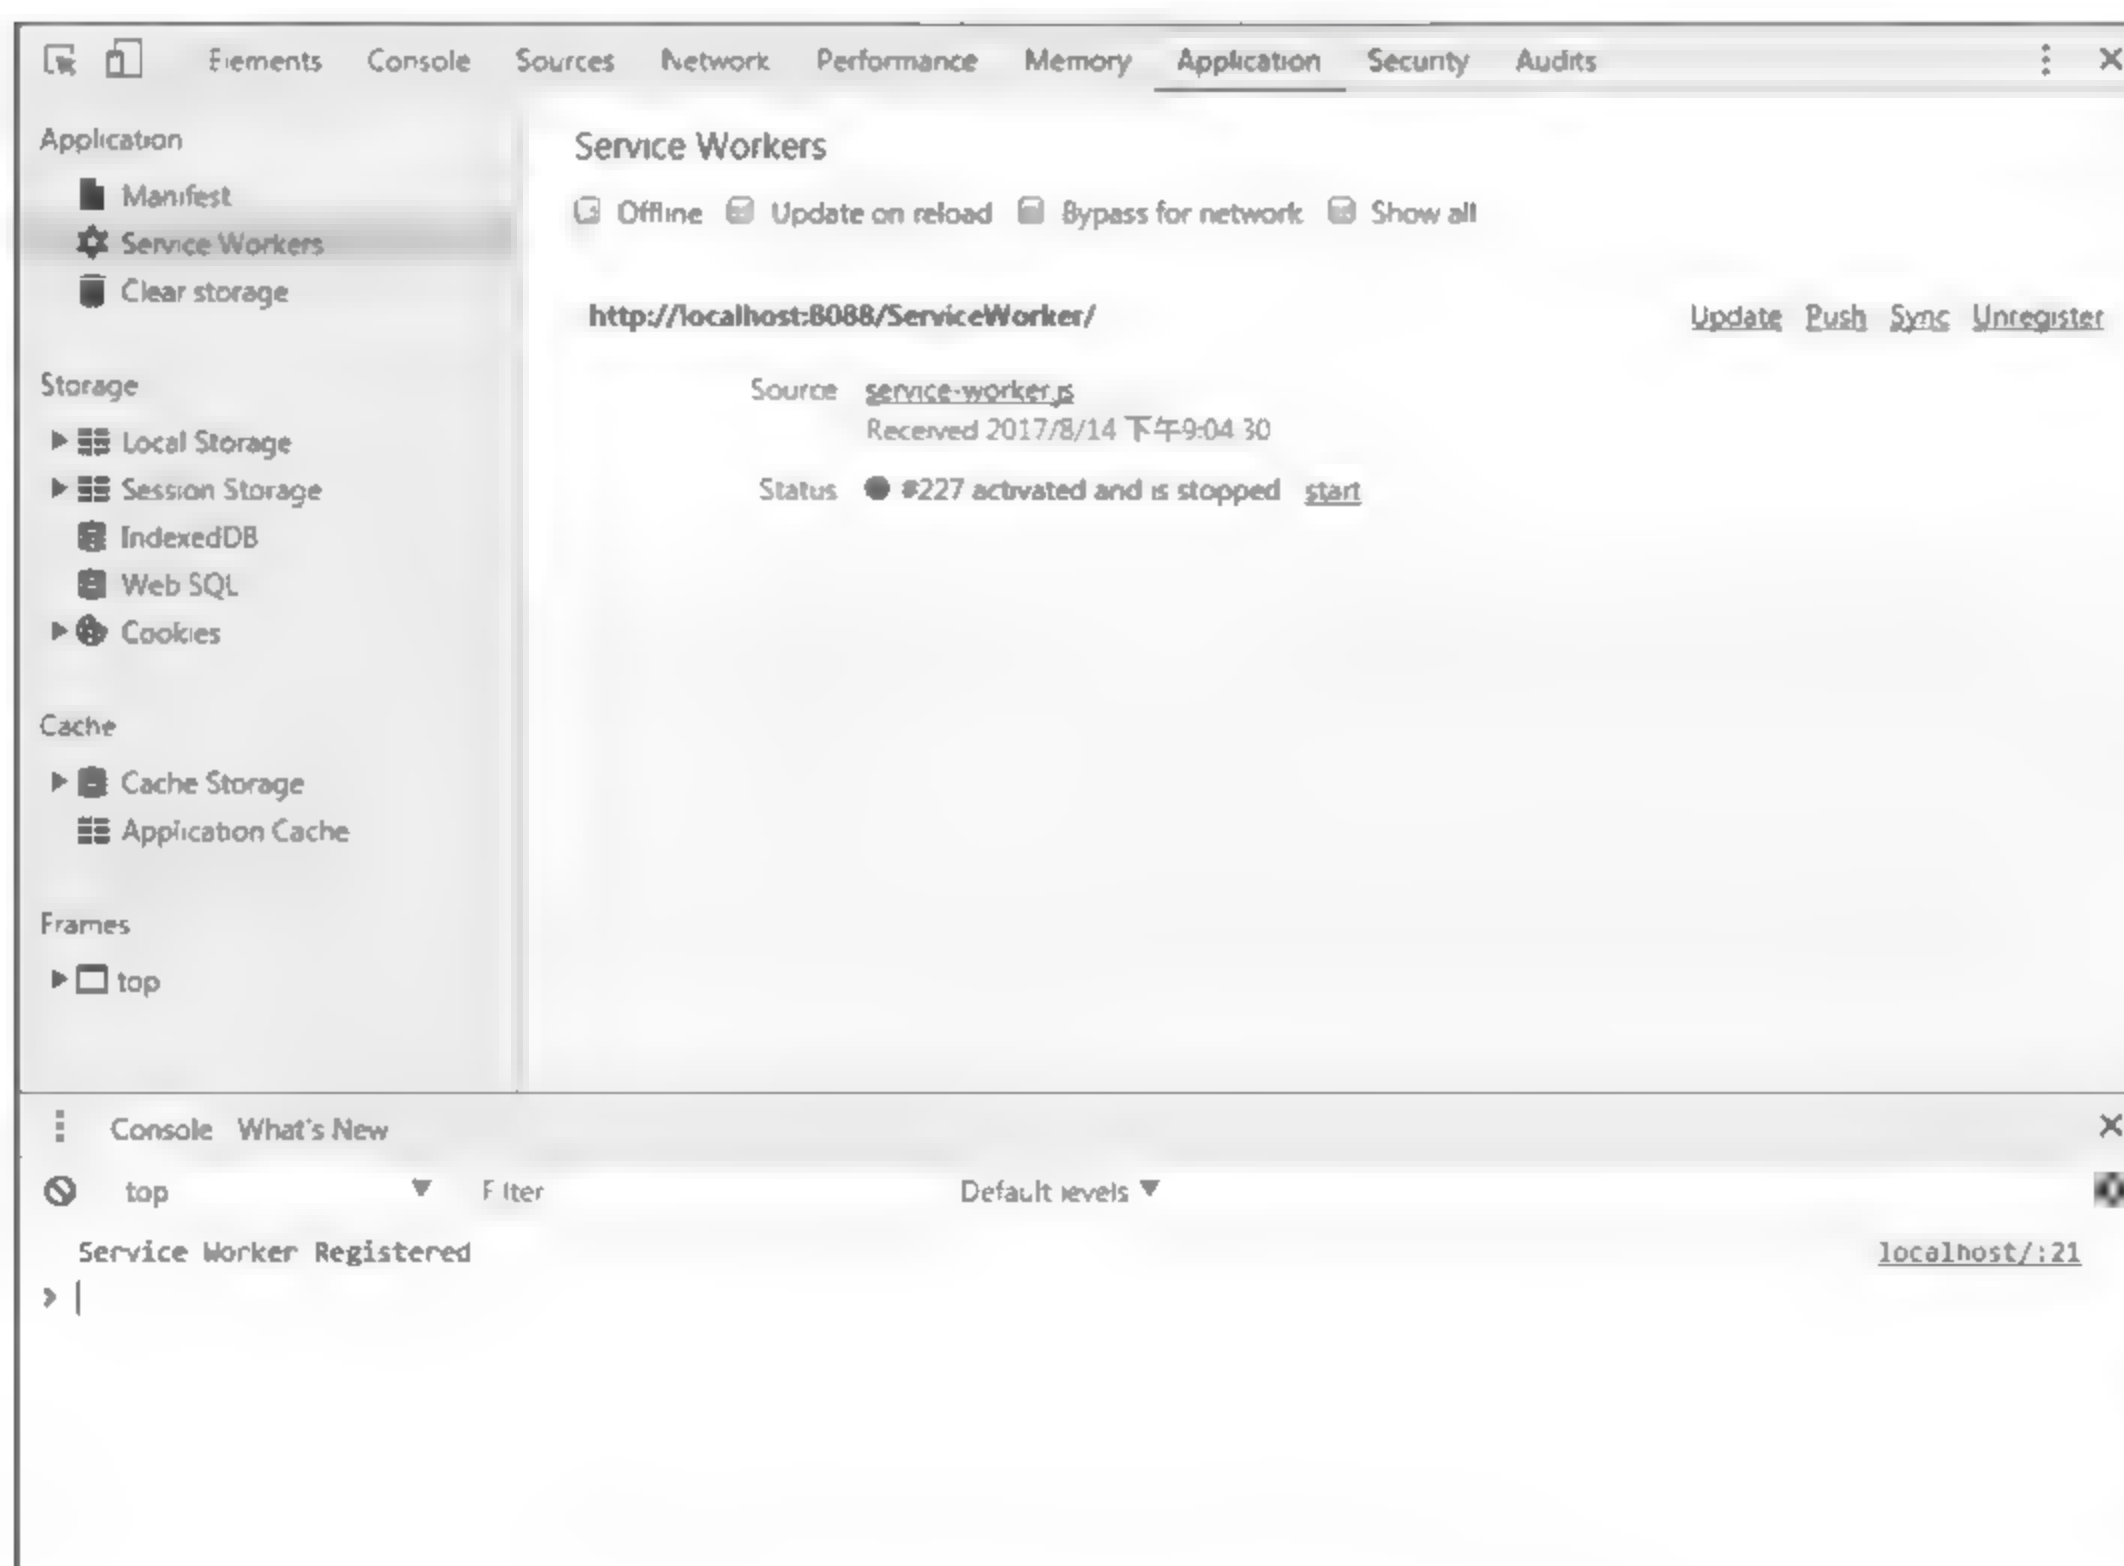 Elements Console Sources Network Performance Memory Application Security Audits
Application
Manifest
Service Workers
Clear storage
Storage
Local Storage
Session Storage
IndexedDB
Web SQL
Cookies
Cache
Cache Storage
Application Cache
Frames
top
Service Workers
Offline Update on reload Bypass for network Show all
http://localhost:8088/ServiceWorker/ Update Push Sync Unregister
Source service-worker.js
Received 2017/8/14 下午9:04:30
Status #227 activated and is stopped start
Console What's New
top Filter Default levels
Service Worker Registered localhost/:21